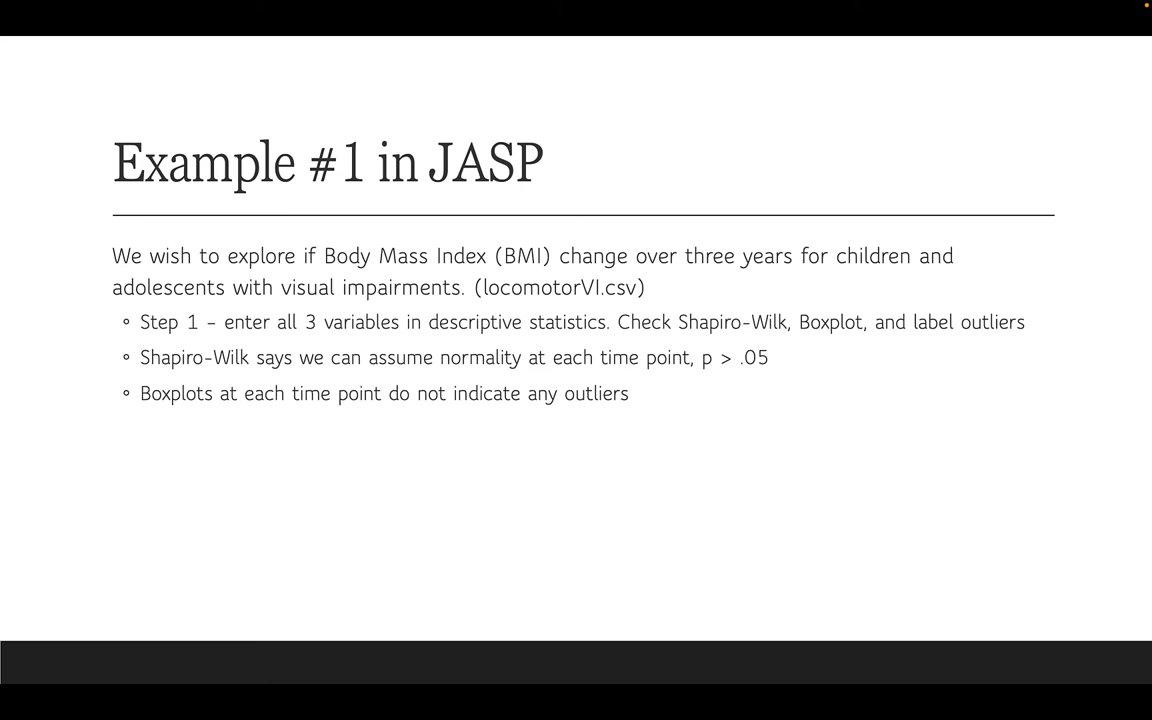 Example #1 in JASP
We wish to explore if Body Mass Index (BMI) change over three years for children and
adolescents with visual impairments. (locomotorVI.csv)
◦ Step 1 – enter all 3 variables in descriptive statistics. Check Shapiro-Wilk, Boxplot, and label outliers
◦ Shapiro-Wilk says we can assume normality at each time point, p > .05
◦ Boxplots at each time point do not indicate any outliers